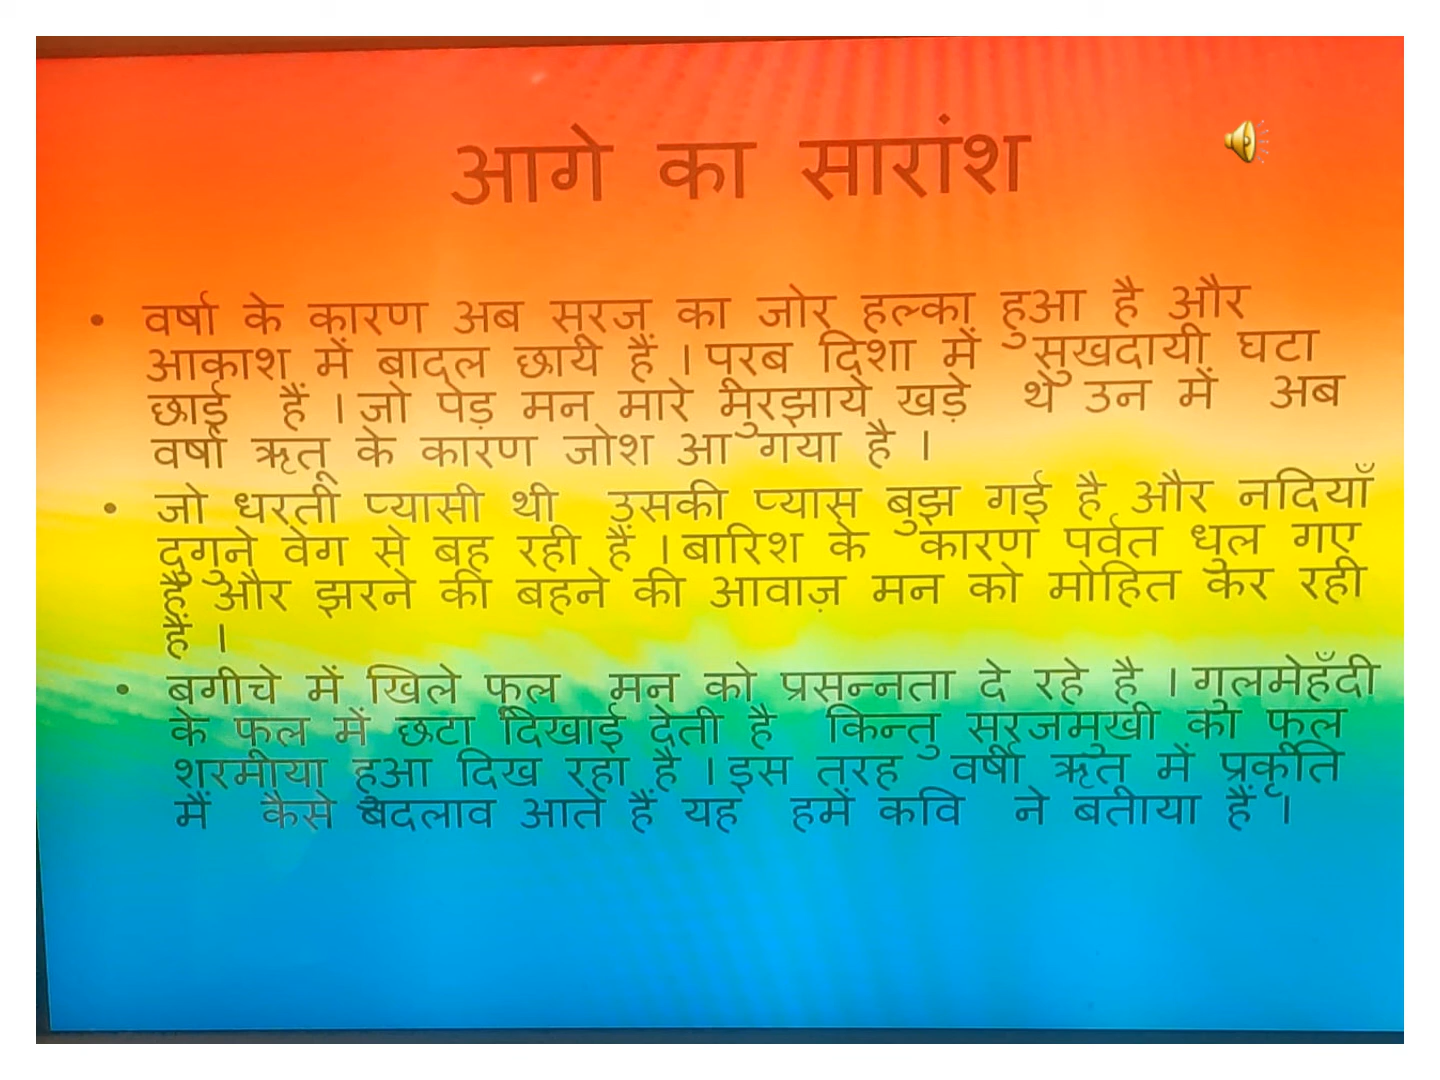 आगे का सारांश
• वर्षा के कारण अब सूरज का जोर हल्का हुआ है और
आकाश में बादल छाये हैं । पूरब दिशा में सुखदायी घटा
छाई हैं । जो पेड़ मन मारे मुरझाये खड़े थे उन में अब
वर्षा ऋतू के कारण जोश आ गया है ।
• जो धरती प्यासी थी उसकी प्यास बुझ गई है और नदियाँ
दुगुने वेग से बह रही हैं । बारिश के कारण पर्वत धुल गए
हैं और झरने की बहने की आवाज़ मन को मोहित कर रही
हैं ।
• बगीचे में खिले फूल मन को प्रसन्नता दे रहे है । गुलमेहँदी
के फूल में छटा दिखाई देती है किन्तु सूरजमुखी का फूल
शरमाया हुआ दिख रहा है । इस तरह वर्षा ऋतू में प्रकृति
में कैसे बदलाव आते हैं यह हमें कवि ने बताया हैं ।